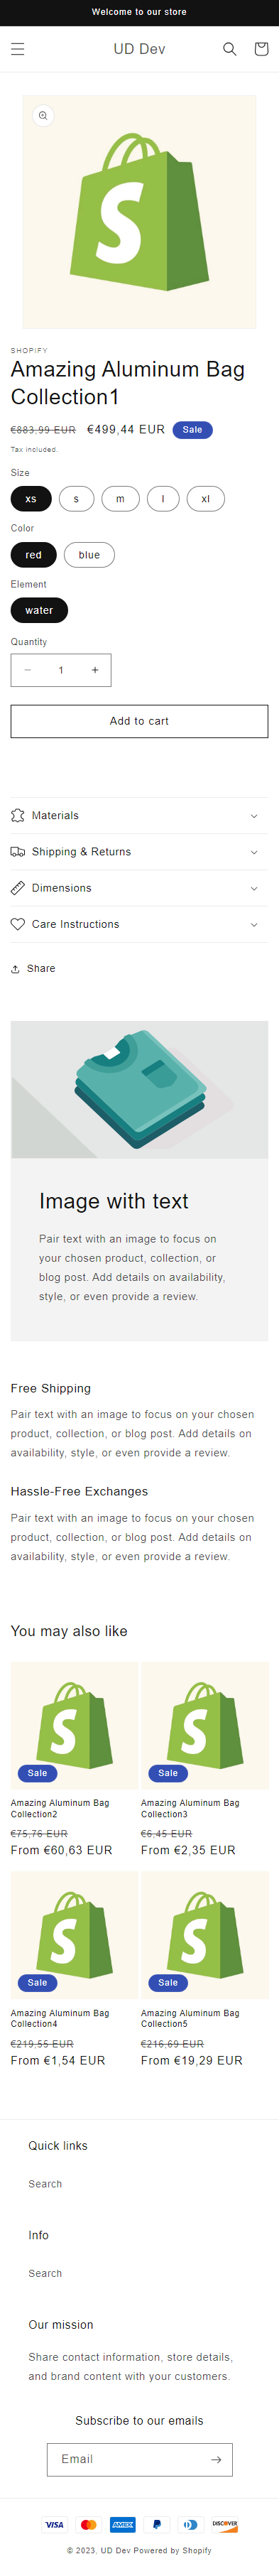 Welcome to our store
UD Dev
SHOPIFY
Amazing Aluminum Bag
Collection1
€883,99 EUR €499,44 EUR Sale
Tax included.
Size
xs s m l xl
Color
red blue
Element
water
Quantity
− 1 +
Add to cart
Materials
Shipping & Returns
Dimensions
Care Instructions
Share
Image with text
Pair text with an image to focus on
your chosen product, collection, or
blog post. Add details on availability,
style, or even provide a review.
Free Shipping
Pair text with an image to focus on your chosen
product, collection, or blog post. Add details on
availability, style, or even provide a review.
Hassle-Free Exchanges
Pair text with an image to focus on your chosen
product, collection, or blog post. Add details on
availability, style, or even provide a review.
You may also like
Sale
Amazing Aluminum Bag
Collection2
€75,76 EUR
From €60,63 EUR
Sale
Amazing Aluminum Bag
Collection3
€6,45 EUR
From €2,35 EUR
Sale
Amazing Aluminum Bag
Collection4
€219,55 EUR
From €1,54 EUR
Sale
Amazing Aluminum Bag
Collection5
€216,69 EUR
From €19,29 EUR
Quick links
Search
Info
Search
Our mission
Share contact information, store details,
and brand content with your customers.
Subscribe to our emails
Email
VISA AMEX DISCOVER
© 2023, UD Dev Powered by Shopify